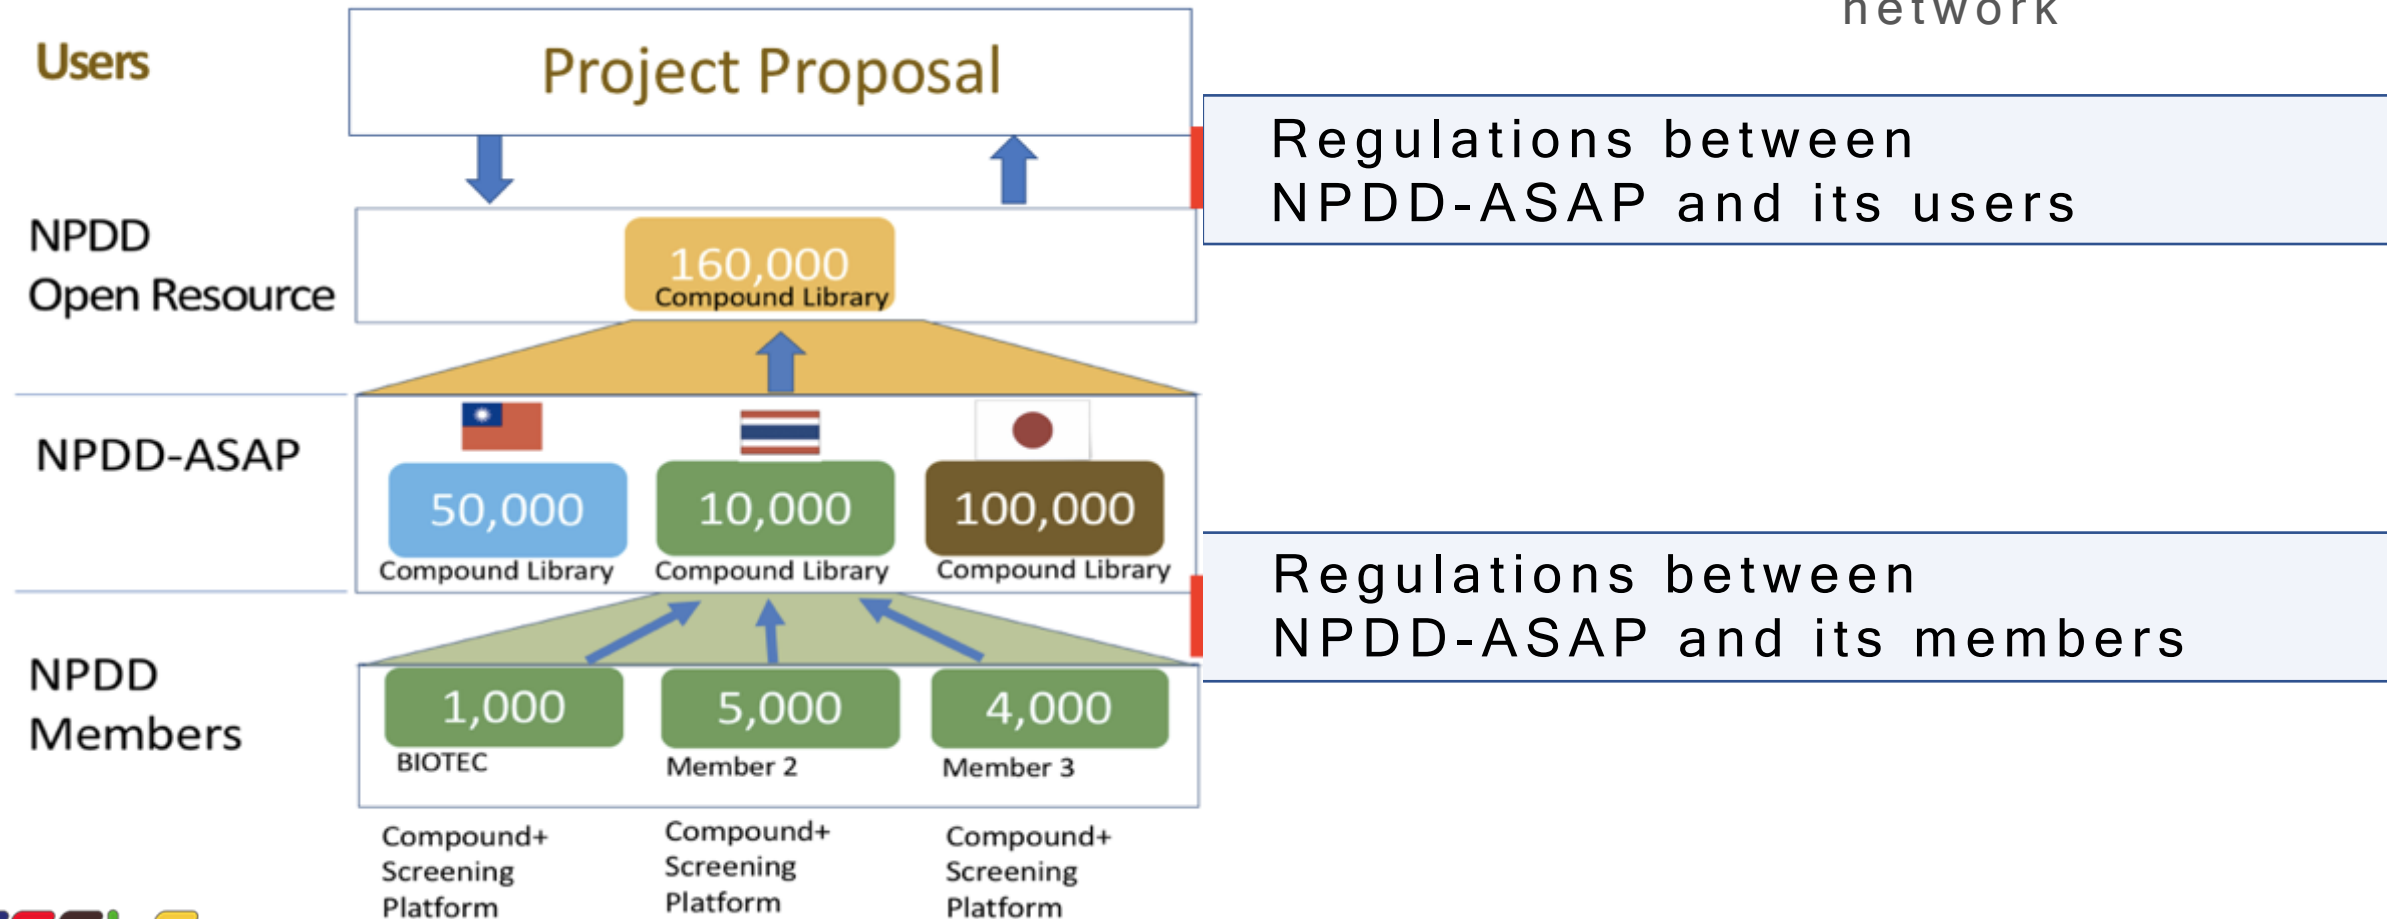 network
Users
Project Proposal
Regulations between
NPDD-ASAP and its users
NPDD
Open Resource
160,000
Compound Library
NPDD-ASAP
50,000
10,000
100,000
Compound Library
Compound Library
Compound Library
Regulations between
NPDD-ASAP and its members
NPDD
Members
1,000
5,000
4,000
BIOTEC
Member 2
Member 3
Compound+
Screening
Platform
Compound+
Screening
Platform
Compound+
Screening
Platform